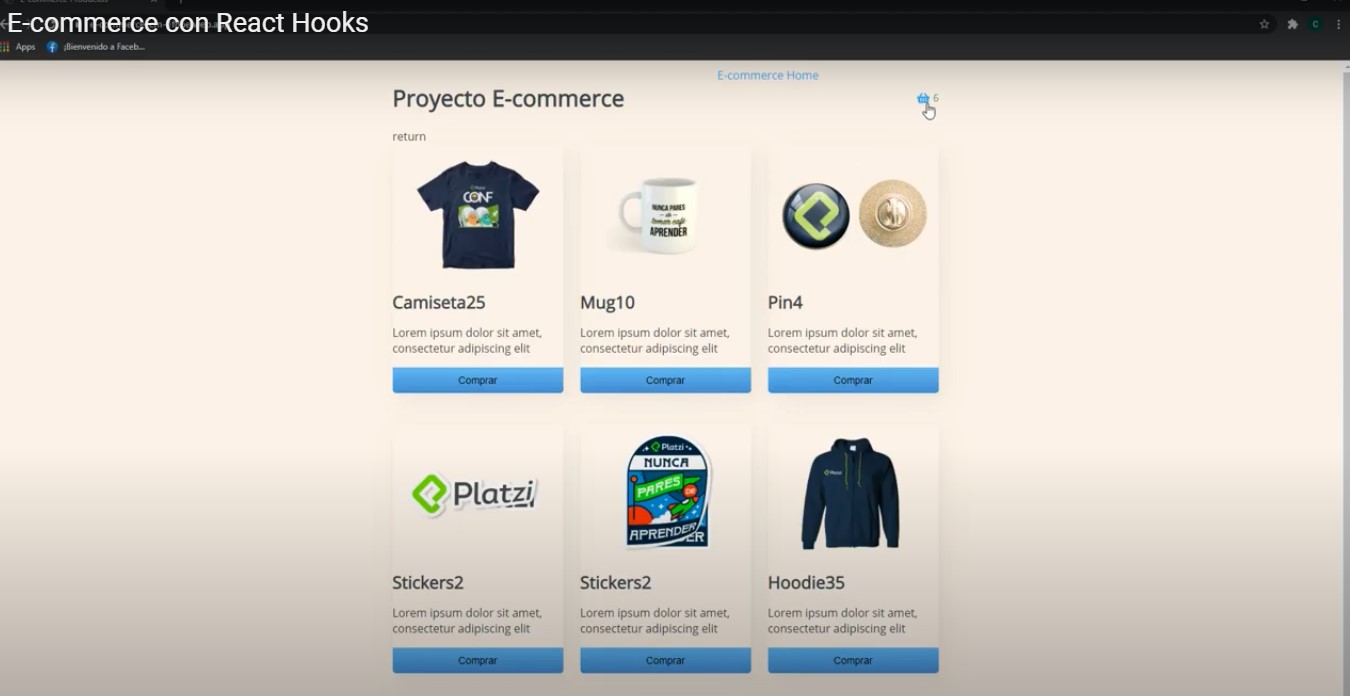 E-commerce con React Hooks
Apps
¡Bienvenido a Faceb...
C
E-commerce Home
Proyecto E-commerce
6
return
Platzi
CONF
NUNCA PARES
de
tomar café
APRENDER
Camiseta25
Mug10
Pin4
Lorem ipsum dolor sit amet,
consectetur adipiscing elit
Lorem ipsum dolor sit amet,
consectetur adipiscing elit
Lorem ipsum dolor sit amet,
consectetur adipiscing elit
Comprar
Comprar
Comprar
Platzi
Platzi
NUNCA
PARES
DE
APRENDER
Platzi
Stickers2
Stickers2
Hoodie35
Lorem ipsum dolor sit amet,
consectetur adipiscing elit
Lorem ipsum dolor sit amet,
consectetur adipiscing elit
Lorem ipsum dolor sit amet,
consectetur adipiscing elit
Comprar
Comprar
Comprar